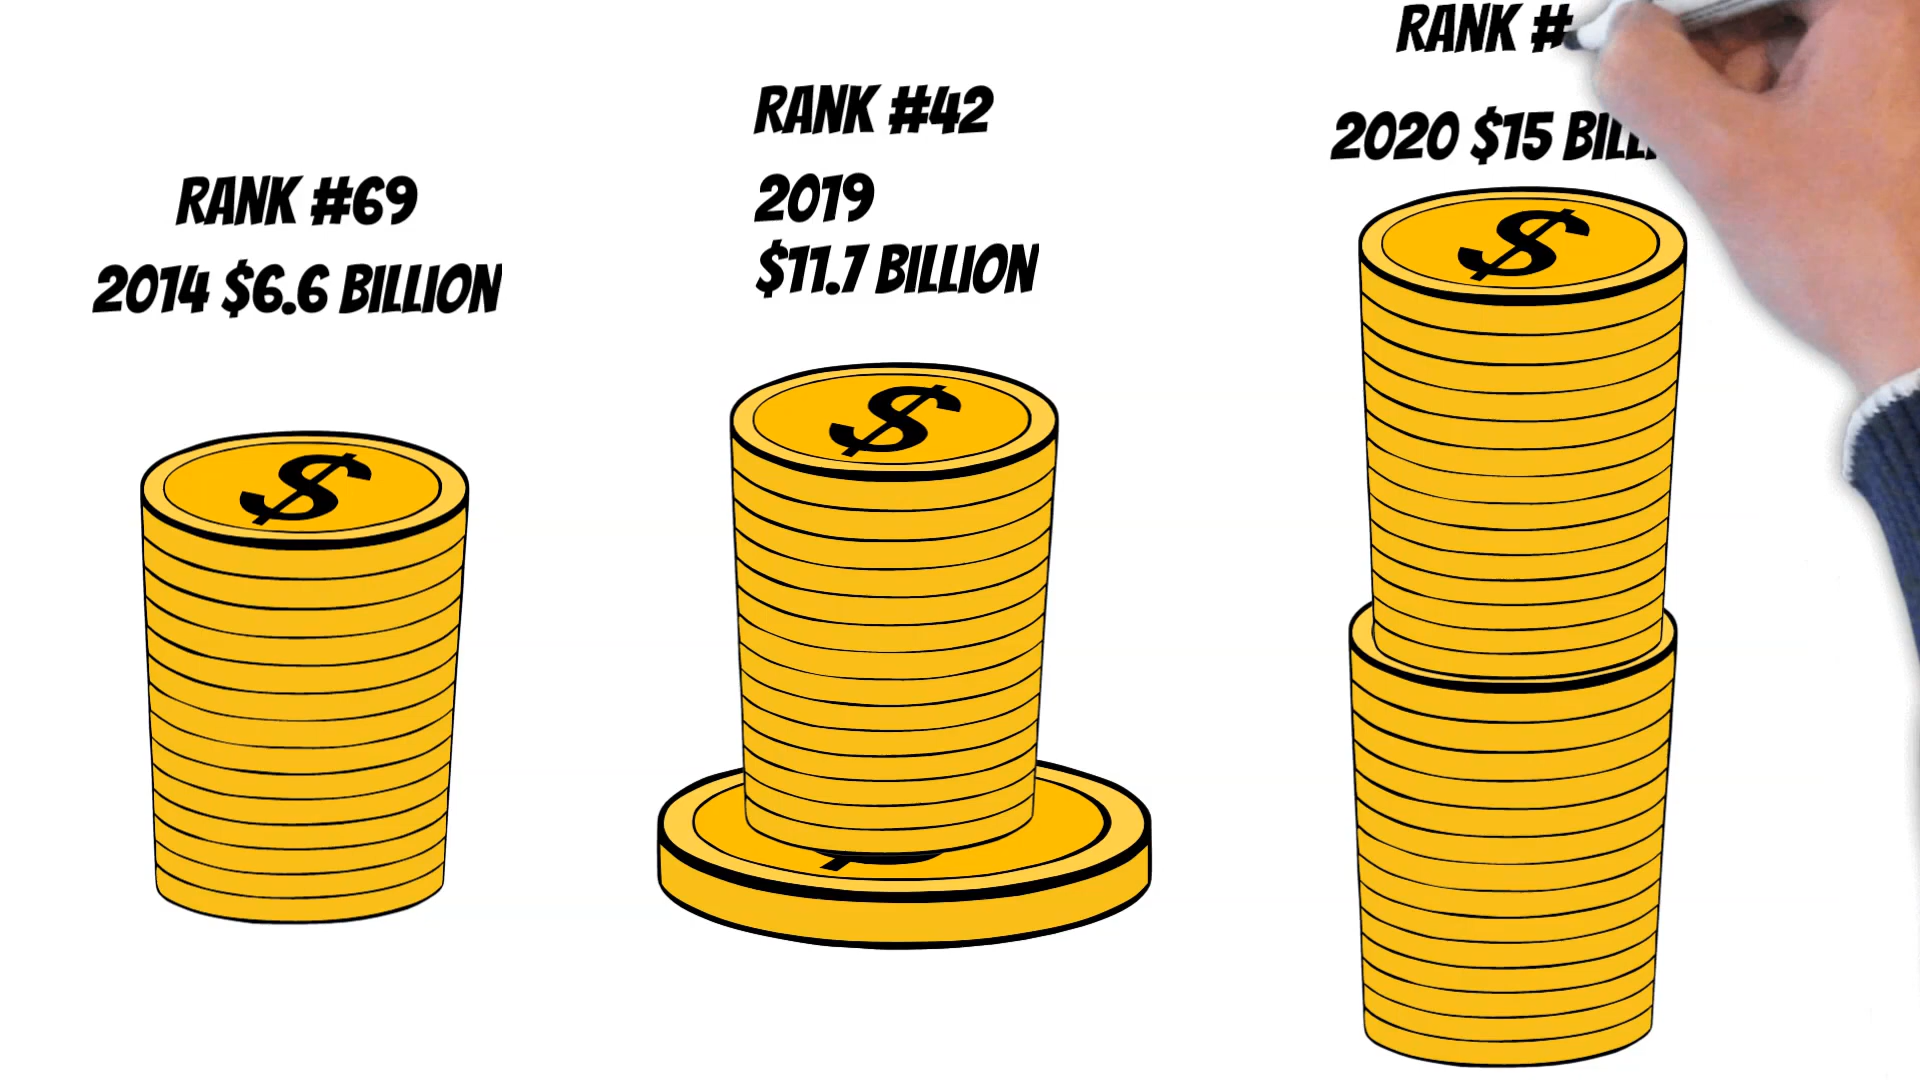 RANK #69
2014 $6.6 BILLION
RANK #42
2019
$11.7 BILLION
RANK #
2020 $15